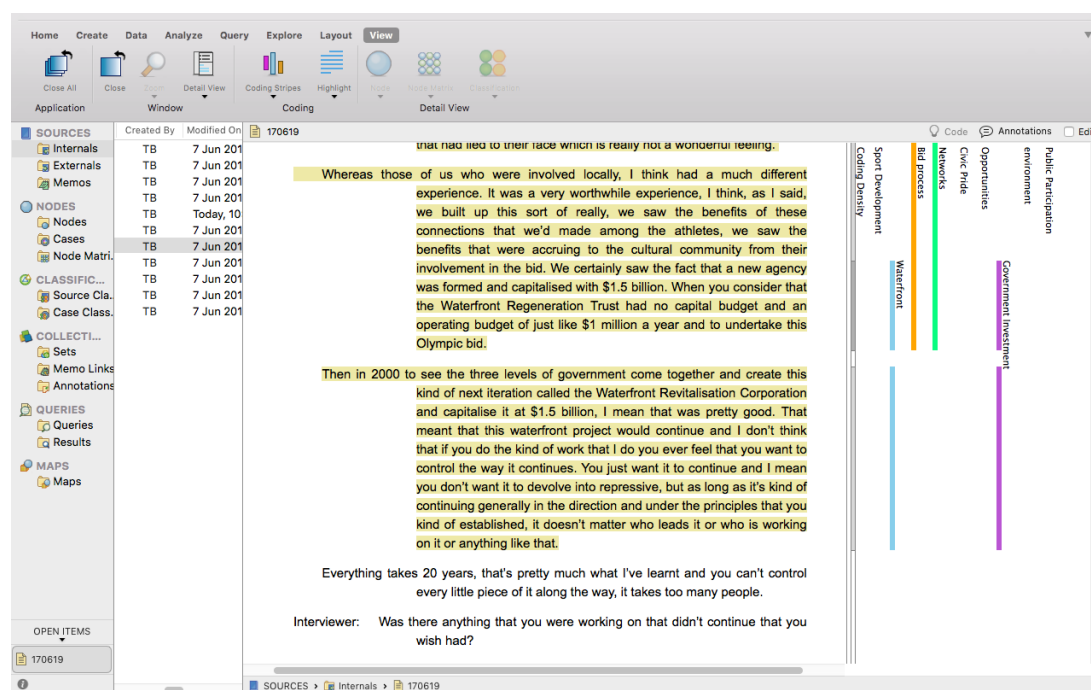 Home Create Data Analyze Query Explore Layout View
Close All Close Zoom Detail View Coding Stripes Highlight Node Node Matrix Classification
Application Window Coding Detail View
SOURCES
Internals
Externals
Memos
NODES
Nodes
Cases
Node Matri.
CLASSIFIC...
Source Cla.
Case Class.
COLLECTI...
Sets
Memo Links
Annotations
QUERIES
Queries
Results
MAPS
Maps
OPEN ITEMS
170619
Created By Modified On
TB 7 Jun 201
TB 7 Jun 201
TB 7 Jun 201
TB 7 Jun 201
TB Today, 10
TB 7 Jun 201
TB 7 Jun 201
TB 7 Jun 201
TB 7 Jun 201
TB 7 Jun 201
TB 7 Jun 201
170619
Code Annotations Edi
that had lied to their face which is really not a wonderful feeling.
Whereas those of us who were involved locally, I think had a much different
experience. It was a very worthwhile experience, I think, as I said,
we built up this sort of really, we saw the benefits of these
connections that we'd made among the athletes, we saw the
benefits that were accruing to the cultural community from their
involvement in the bid. We certainly saw the fact that a new agency
was formed and capitalised with $1.5 billion. When you consider that
the Waterfront Regeneration Trust had no capital budget and an
operating budget of just like $1 million a year and to undertake this
Olympic bid.
Then in 2000 to see the three levels of government come together and create this
kind of next iteration called the Waterfront Revitalisation Corporation
and capitalise it at $1.5 billion, I mean that was pretty good. That
meant that this waterfront project would continue and I don't think
that if you do the kind of work that I do you ever feel that you want to
control the way it continues. You just want it to continue and I mean
you don't want it to devolve into repressive, but as long as it's kind of
continuing generally in the direction and under the principles that you
kind of established, it doesn't matter who leads it or who is working
on it or anything like that.
Everything takes 20 years, that's pretty much what I've learnt and you can't control
every little piece of it along the way, it takes too many people.
Interviewer: Was there anything that you were working on that didn't continue that you
wish had?
Coding Density
Sport Development
Waterfront
Bid process
Networks
Civic Pride
Opportunities
Government Investment
environment
Public Participation
SOURCES › Internals › 170619